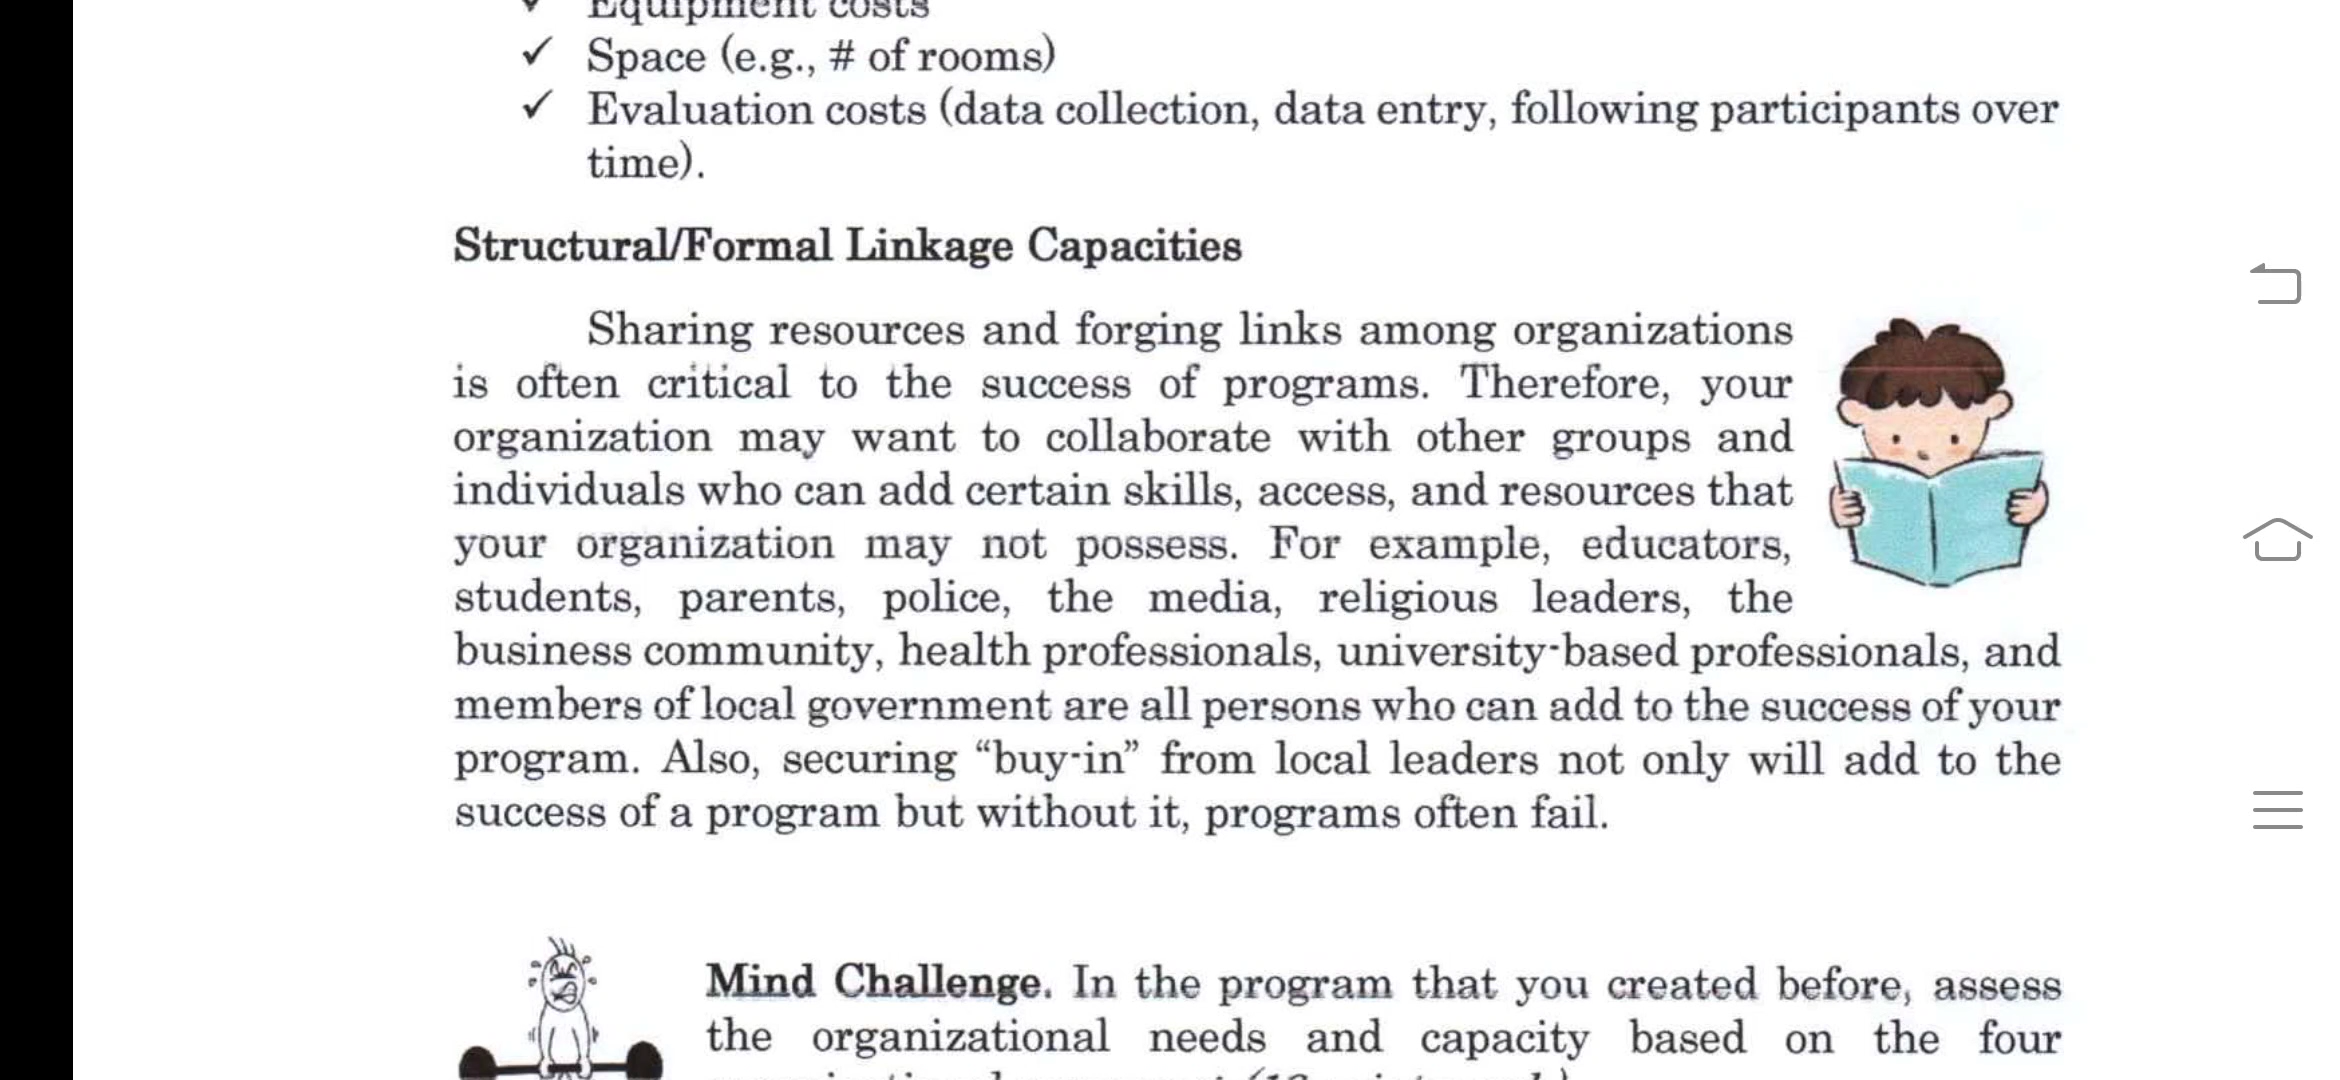 ✓ Equipment costs
✓ Space (e.g., # of rooms)
✓ Evaluation costs (data collection, data entry, following participants over
time).
Structural/Formal Linkage Capacities
Sharing resources and forging links among organizations
is often critical to the success of programs. Therefore, your
organization may want to collaborate with other groups and
individuals who can add certain skills, access, and resources that
your organization may not possess. For example, educators,
students, parents, police, the media, religious leaders, the
business community, health professionals, university-based professionals, and
members of local government are all persons who can add to the success of your
program. Also, securing “buy-in” from local leaders not only will add to the
success of a program but without it, programs often fail.
Mind Challenge. In the program that you created before, assess
the organizational needs and capacity based on the four